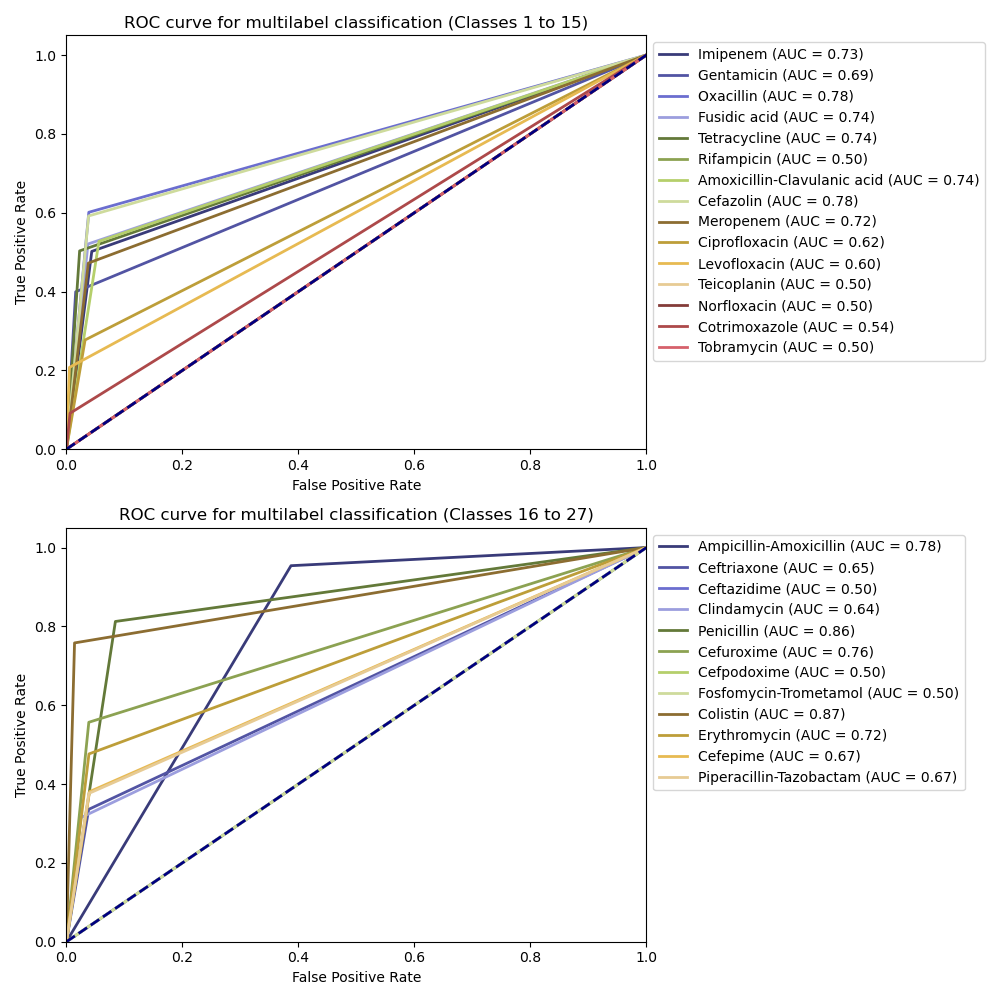 ROC curve for multilabel classification (Classes 1 to 15)
1.0
0.8
0.6
0.4
0.2
0.0
True Positive Rate
0.0 0.2 0.4 0.6 0.8 1.0
False Positive Rate
Imipenem (AUC = 0.73)
Gentamicin (AUC = 0.69)
Oxacillin (AUC = 0.78)
Fusidic acid (AUC = 0.74)
Tetracycline (AUC = 0.74)
Rifampicin (AUC = 0.50)
Amoxicillin-Clavulanic acid (AUC = 0.74)
Cefazolin (AUC = 0.78)
Meropenem (AUC = 0.72)
Ciprofloxacin (AUC = 0.62)
Levofloxacin (AUC = 0.60)
Teicoplanin (AUC = 0.50)
Norfloxacin (AUC = 0.50)
Cotrimoxazole (AUC = 0.54)
Tobramycin (AUC = 0.50)
ROC curve for multilabel classification (Classes 16 to 27)
1.0
0.8
0.6
0.4
0.2
0.0
True Positive Rate
0.0 0.2 0.4 0.6 0.8 1.0
False Positive Rate
Ampicillin-Amoxicillin (AUC = 0.78)
Ceftriaxone (AUC = 0.65)
Ceftazidime (AUC = 0.50)
Clindamycin (AUC = 0.64)
Penicillin (AUC = 0.86)
Cefuroxime (AUC = 0.76)
Cefpodoxime (AUC = 0.50)
Fosfomycin-Trometamol (AUC = 0.50)
Colistin (AUC = 0.87)
Erythromycin (AUC = 0.72)
Cefepime (AUC = 0.67)
Piperacillin-Tazobactam (AUC = 0.67)